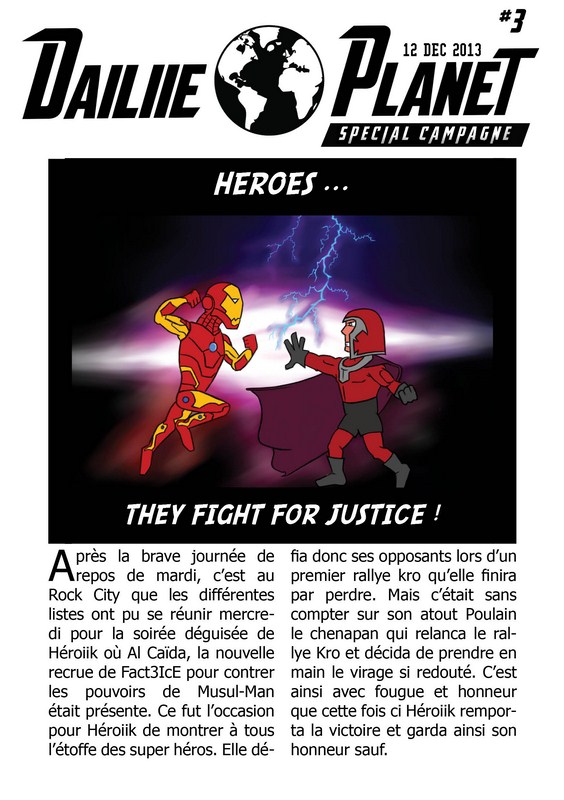 #3
DAILIIE PLANET
12 DEC 2013
SPECIAL CAMPAGNE
HEROES ...
THEY FIGHT FOR JUSTICE !
Après la brave journée de
repos de mardi, c'est au
Rock City que les différentes
listes ont pu se réunir mercre-
di pour la soirée déguisée de
Héroiik où Al Caïda, la nouvelle
recrue de Fact3IcE pour contrer
les pouvoirs de Musul-Man
était présente. Ce fut l'occasion
pour Héroiik de montrer à tous
l'étoffe des super héros. Elle dé-
fia donc ses opposants lors d'un
premier rallye kro qu'elle finira
par perdre. Mais c'était sans
compter sur son atout Poulain
le chenapan qui relanca le ral-
lye Kro et décida de prendre en
main le virage si redouté. C'est
ainsi avec fougue et honneur
que cette fois ci Héroiik rempor-
ta la victoire et garda ainsi son
honneur sauf.